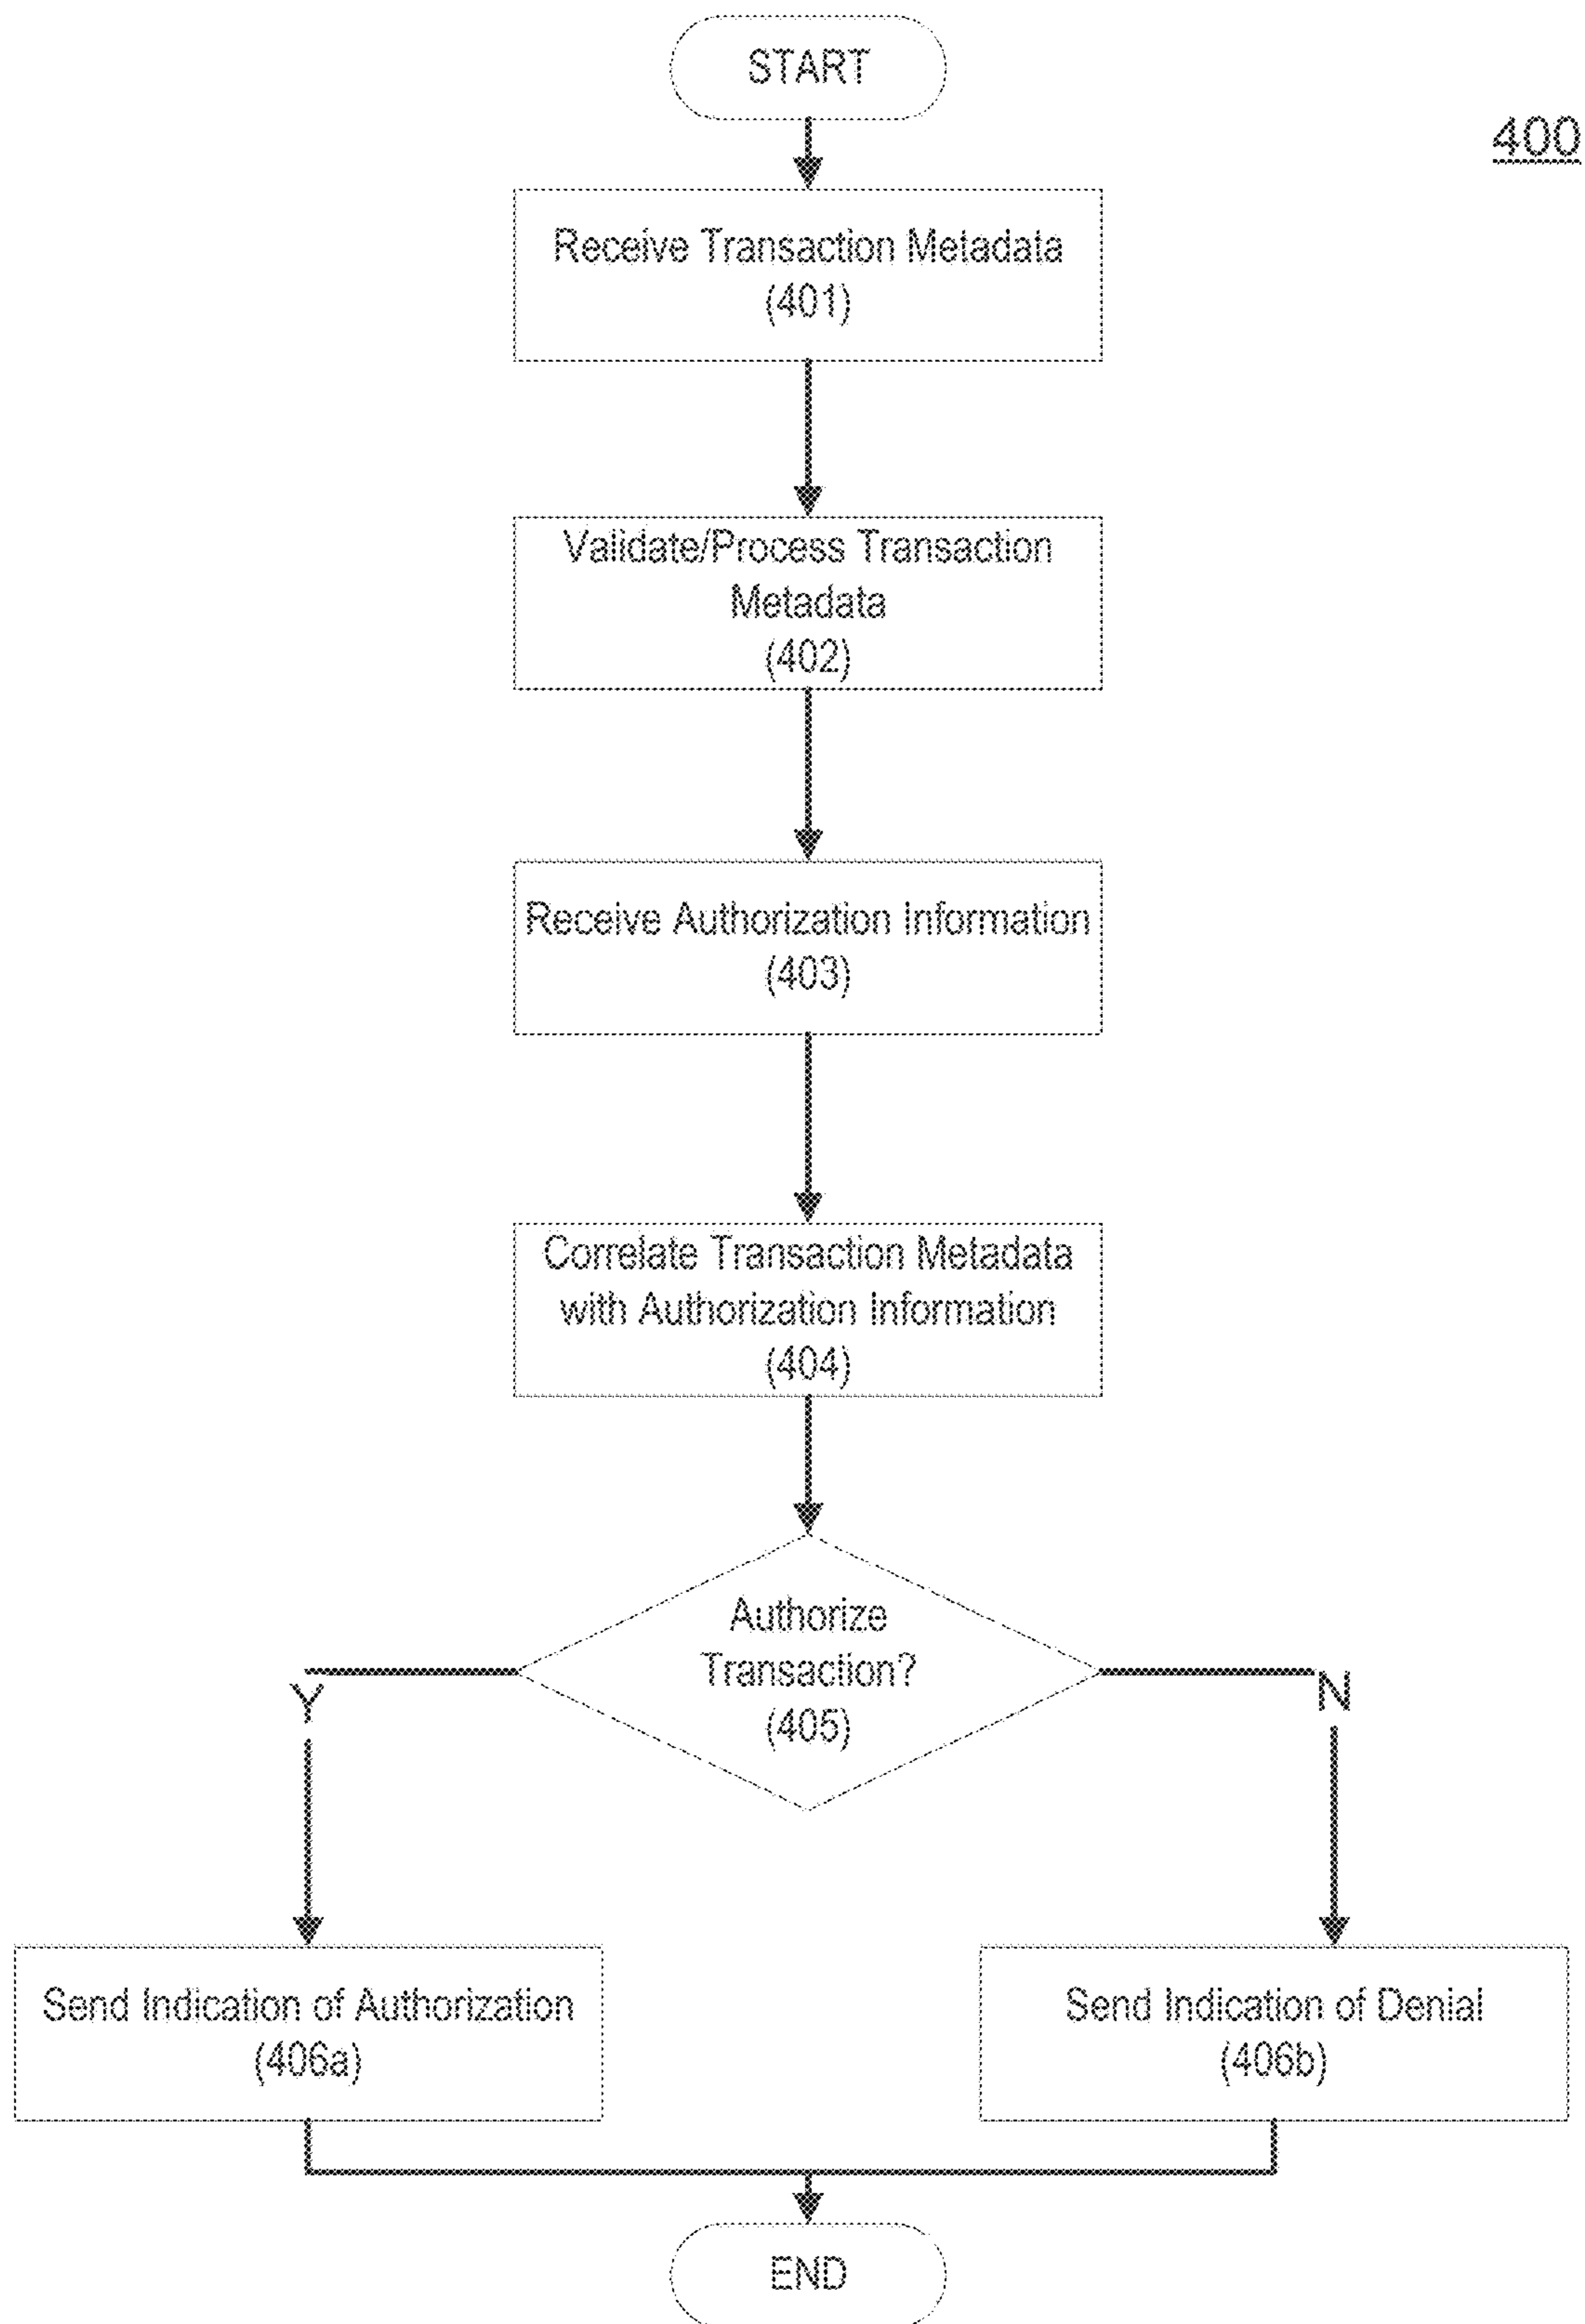 START
400
Receive Transaction Metadata
(401)
Validate/Process Transaction
Metadata
(402)
Receive Authorization Information
(403)
Correlate Transaction Metadata
with Authorization Information
(404)
Authorize
Transaction?
(405)
Y
N
Send Indication of Authorization
(406a)
Send Indication of Denial
(406b)
END